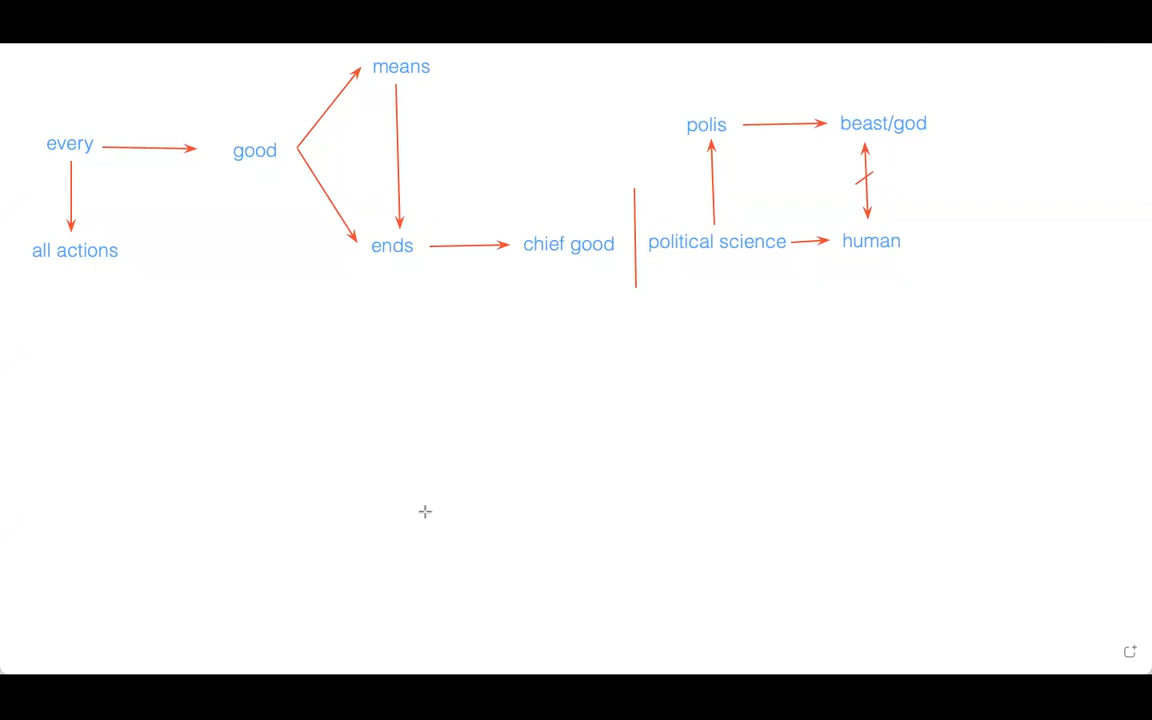 means
every
good
polis
beast/god
all actions
ends
chief good
political science
human